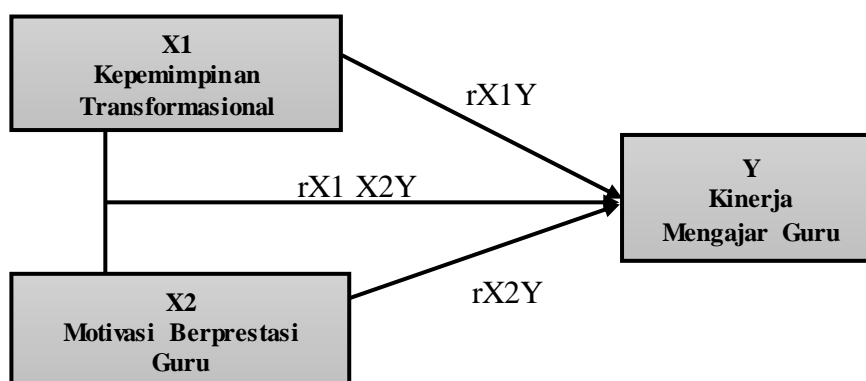 X1
Kepemimpinan
Transformasional
rX1Y
Y
Kinerja
Mengajar Guru
rX1 X2Y
X2
Motivasi Berprestasi
Guru
rX2Y